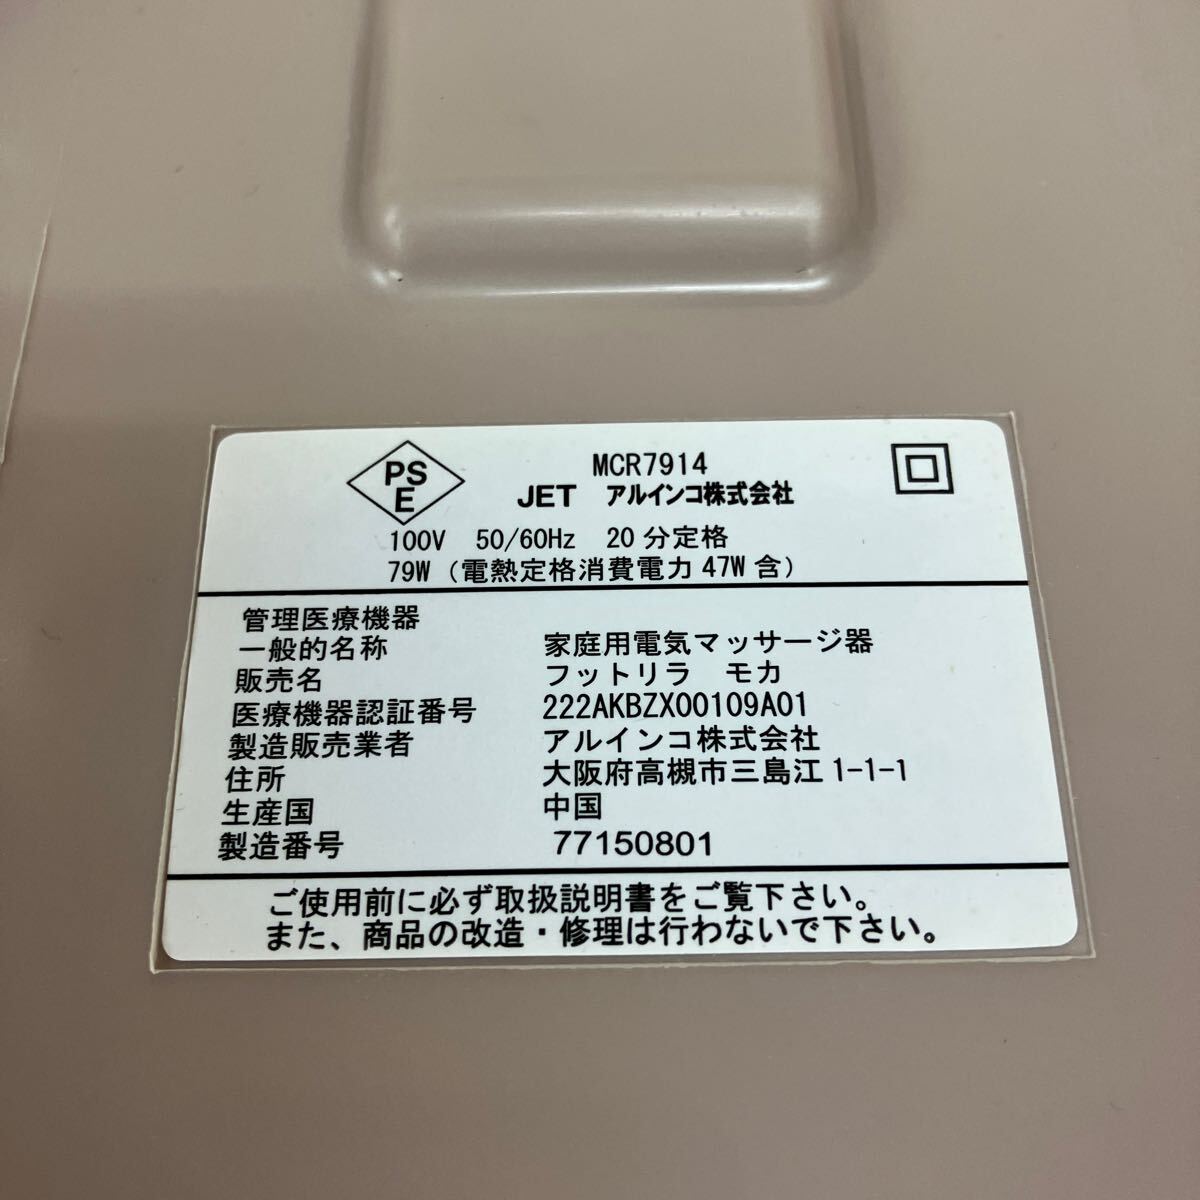 PS
E
MCR7914
JET アルインコ株式会社
100V 50/60Hz 20分定格
79W (電熱定格消費電力47W含)
管理医療機器
一般的名称 家庭用電気マッサージ器
販売名 フットリラ モカ
医療機器認証番号 222AKBZX00109A01
製造販売業者 アルインコ株式会社
住所 大阪府高槻市三島江1-1-1
生産国 中国
製造番号 77150801
ご使用前に必ず取扱説明書をご覧下さい。
また、商品の改造・修理は行わないで下さい。